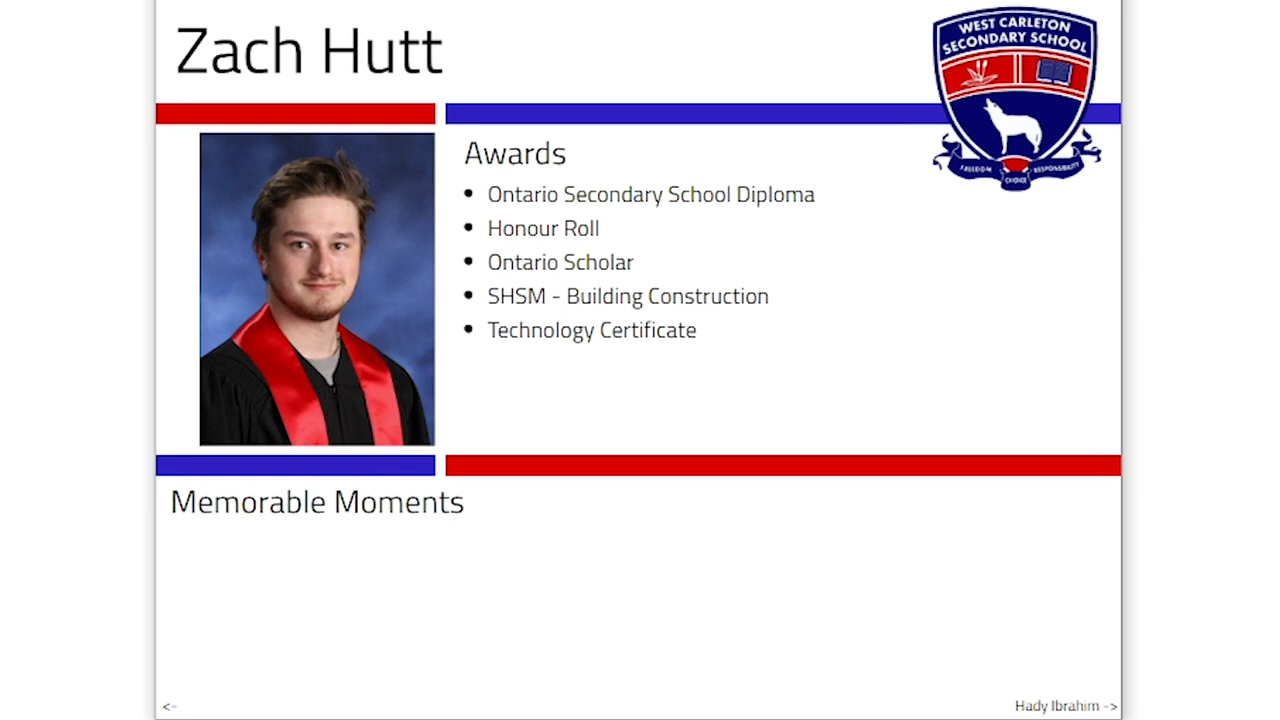 Zach Hutt
WEST CARLETON
SECONDARY SCHOOL
FREEDOM
CHOICE
RESPONSIBILITY
Awards
• Ontario Secondary School Diploma
• Honour Roll
• Ontario Scholar
• SHSM - Building Construction
• Technology Certificate
Memorable Moments
<-
Hady Ibrahim ->